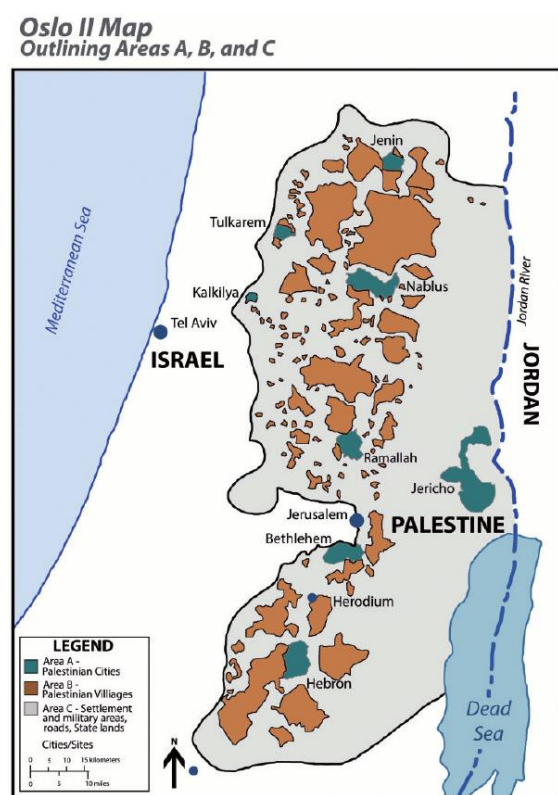 Oslo II Map
Outlining Areas A, B, and C
Jenin
Tulkarem
Mediterranean Sea
Nablus
Kalkilya
Jordan River
Tel Aviv
ISRAEL
JORDAN
Ramallah
Jericho
Jerusalem
PALESTINE
Bethlehem
Herodium
Hebron
Dead
Sea
LEGEND
Area A -
Palestinian Cities
Area B -
Palestinian Villages
Area C - Settlement
and military areas,
roads, State lands
Cities/Sites
0 5 10 15 kilometers
0 5 10 miles
N